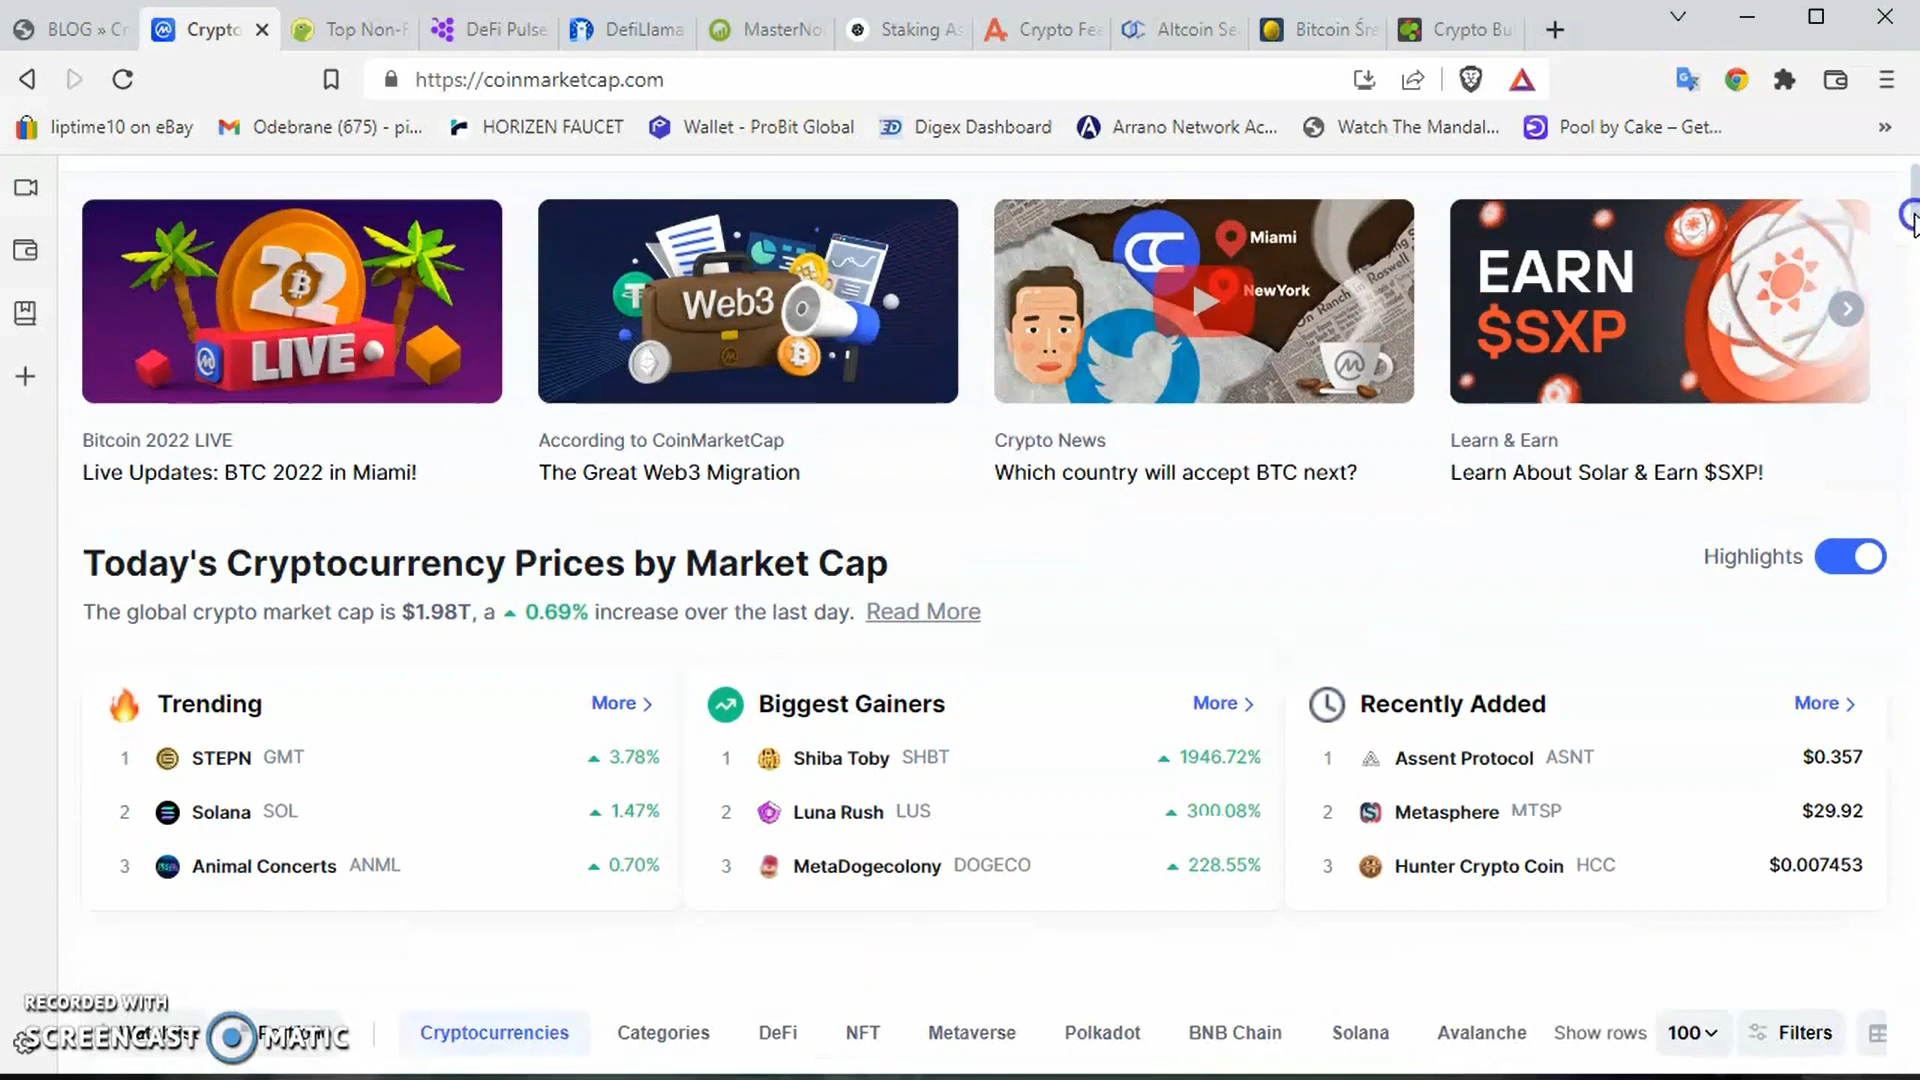 BLOG » Cr
Crypto
Top Non-F
DeFi Pulse
DefiLlama
MasterNo
Staking As
Crypto Fea
Altcoin Se
Bitcoin Śre
Crypto Bu
https://coinmarketcap.com
liptime10 on eBay
Odebrane (675) - pi...
HORIZEN FAUCET
Wallet - ProBit Global
3D
Digex Dashboard
Arrano Network Ac...
Watch The Mandal...
Pool by Cake – Get...
22
LIVE
Web3
Miami
NewYork
EARN
$SXP
Bitcoin 2022 LIVE
Live Updates: BTC 2022 in Miami!
According to CoinMarketCap
The Great Web3 Migration
Crypto News
Which country will accept BTC next?
Learn & Earn
Learn About Solar & Earn $SXP!
Today's Cryptocurrency Prices by Market Cap
Highlights
The global crypto market cap is $1.98T, a 0.69% increase over the last day. Read More
Trending
More
1 STEPN GMT 3.78%
2 Solana SOL 1.47%
3 Animal Concerts ANML 0.70%
Biggest Gainers
More
1 Shiba Toby SHBT 1946.72%
2 Luna Rush LUS 300.08%
3 MetaDogecolony DOGECO 228.55%
Recently Added
More
1 Assent Protocol ASNT $0.357
2 Metasphere MTSP $29.92
3 Hunter Crypto Coin HCC $0.007453
RECORDED WITH
SCREENCAST MATIC
Cryptocurrencies
Categories
DeFi
NFT
Metaverse
Polkadot
BNB Chain
Solana
Avalanche
Show rows
100
Filters